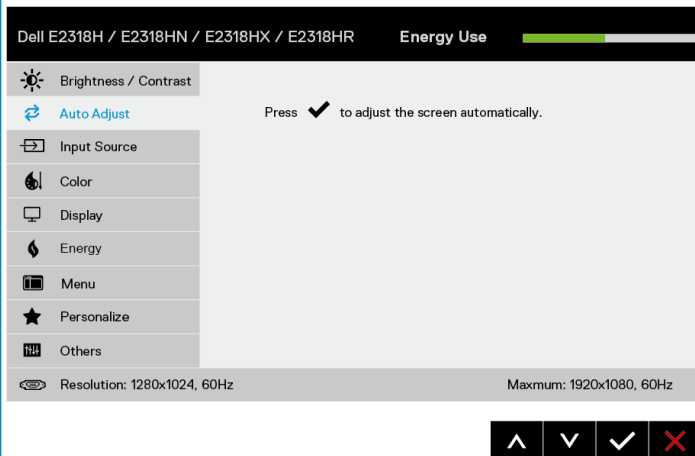 Dell E2318H / E2318HN / E2318HX / E2318HR Energy Use
Brightness / Contrast
Auto Adjust
Press ✔ to adjust the screen automatically.
Input Source
Color
Display
Energy
Menu
Personalize
Others
Resolution: 1280x1024, 60Hz Maxmum: 1920x1080, 60Hz